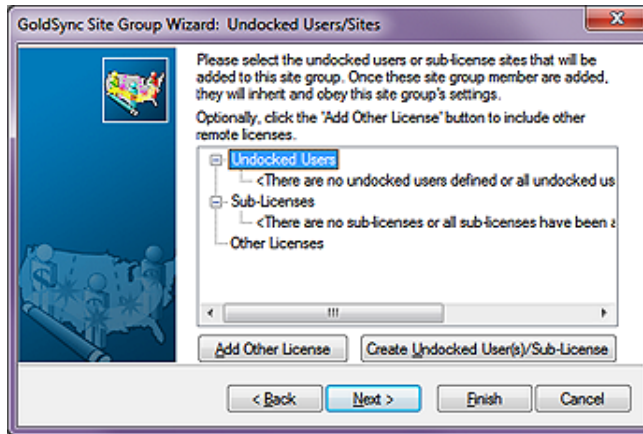 GoldSync Site Group Wizard: Undocked Users/Sites
Please select the undocked users or sub-license sites that will be
added to this site group. Once these site group member are added,
they will inherit and obey this site group's settings.
Optionally, click the "Add Other License" button to include other
remote licenses.
Undocked Users
<There are no undocked users defined or all undocked us
Sub-Licenses
<There are no sub-licenses or all sub-licenses have been a
Other Licenses
Add Other License Create Undocked User(s)/Sub-License
< Back Next > Finish Cancel